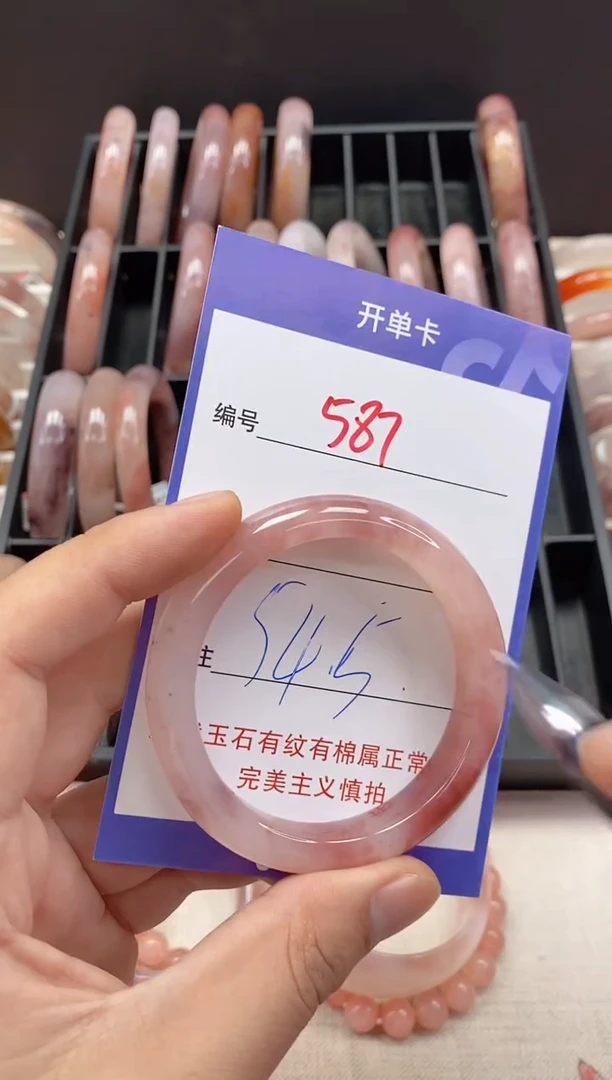 开单卡
编号 587
主 54.5
玉石有纹有棉属正常
完美主义慎拍